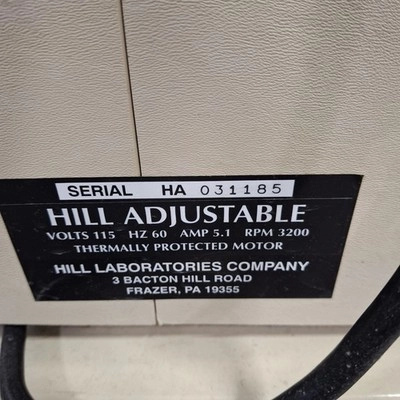 SERIAL HA 031185
HILL ADJUSTABLE
VOLTS 115 HZ 60 AMP 5.1 RPM 3200
THERMALLY PROTECTED MOTOR
HILL LABORATORIES COMPANY
3 BACTON HILL ROAD
FRAZER, PA 19355